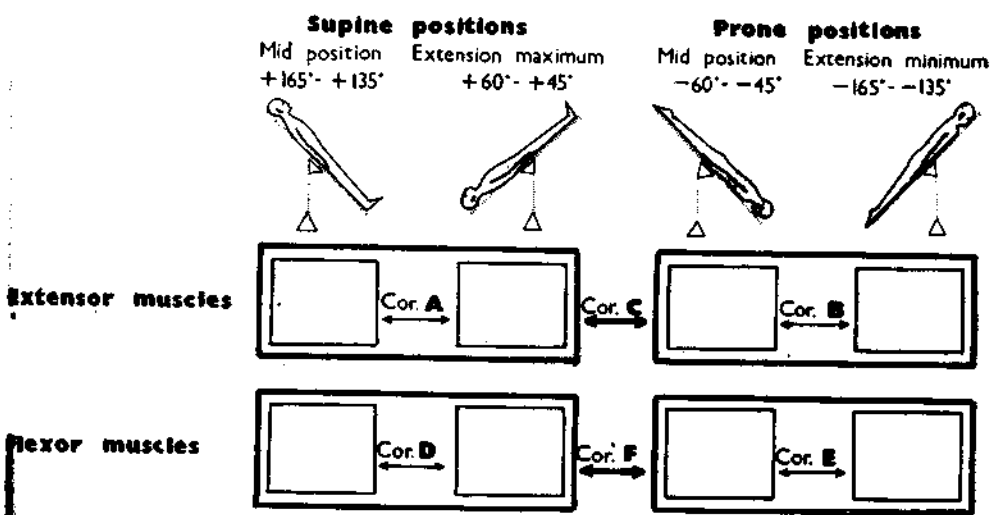 Supine positions Prone positions
Mid position Extension maximum Mid position Extension minimum
+165°- +135° +60°- +45° -60°- -45° -165°- -135°
Extensor muscles Cor. A Cor. C Cor. B
flexor muscles Cor. D Cor. F Cor. E